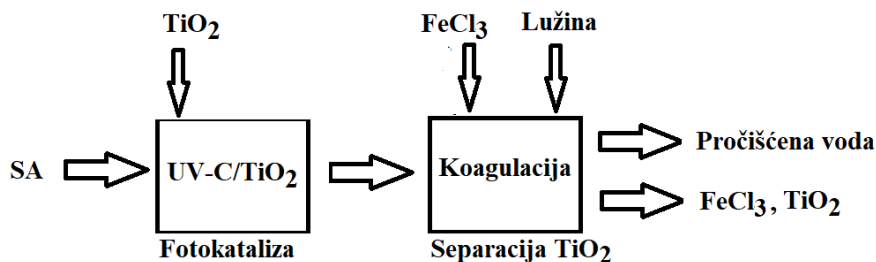 TiO₂
FeCl₃
Lužina
SA
UV-C/TiO₂
Koagulacija
Pročišćena voda
FeCl₃, TiO₂
Fotokataliza
Separacija TiO₂